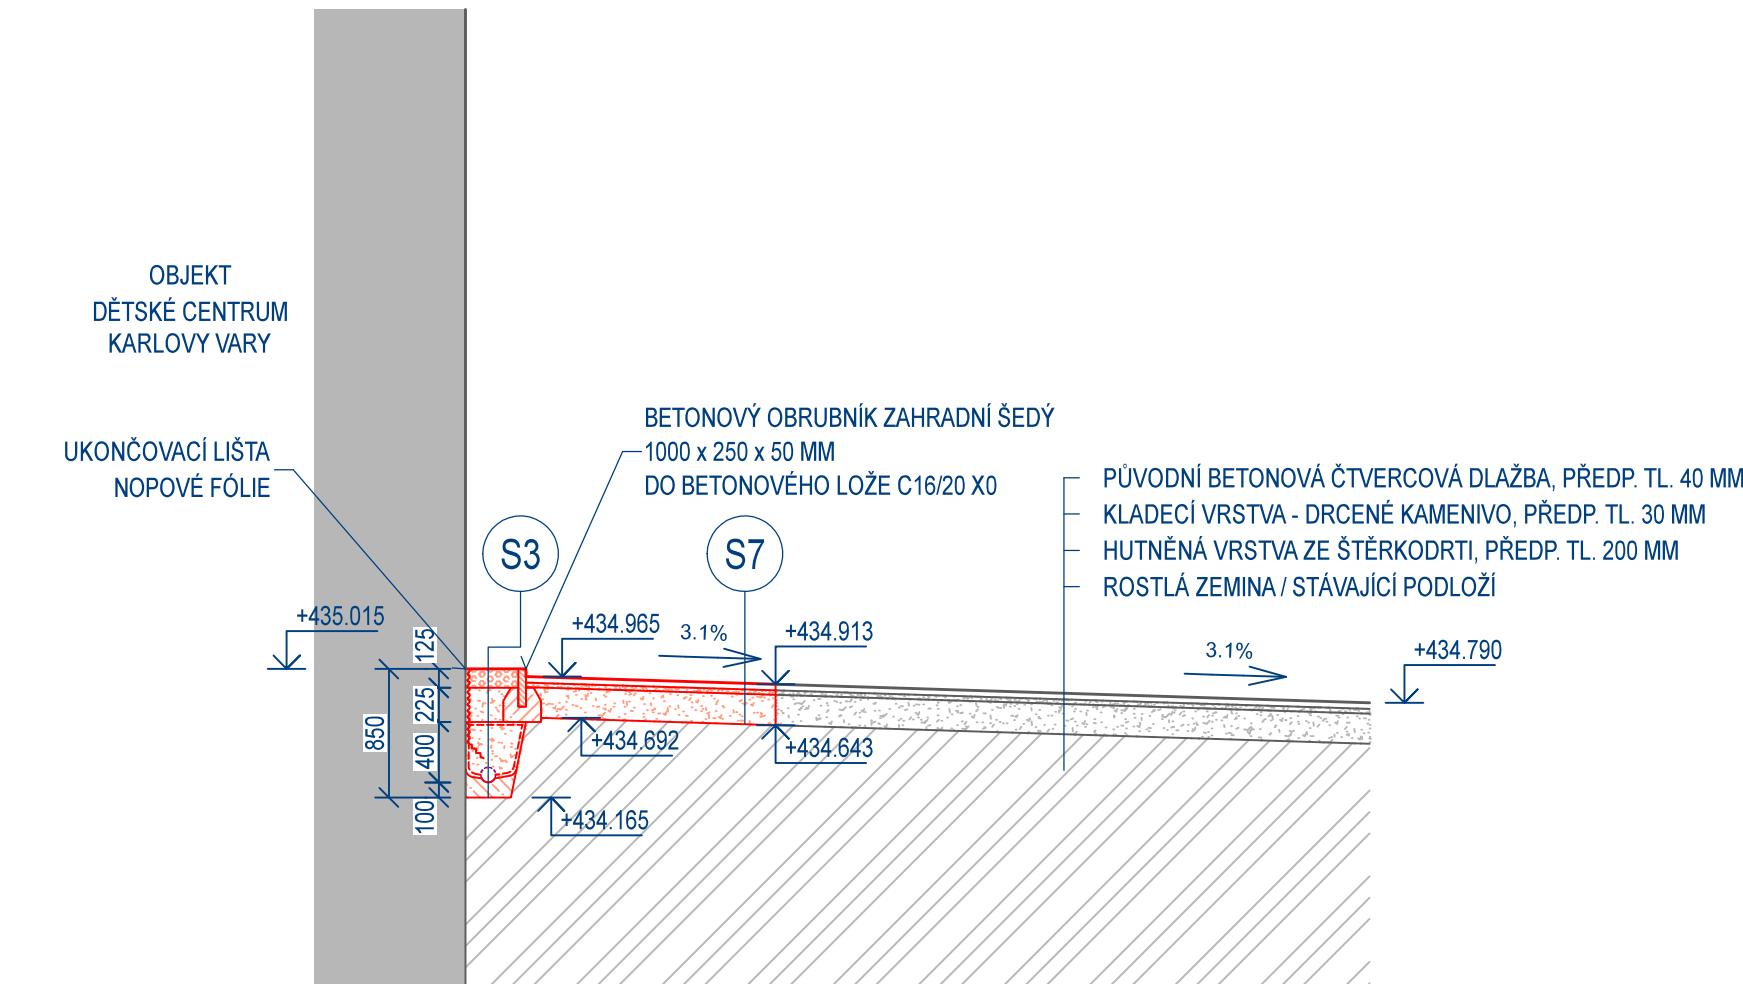 OBJEKT
DĚTSKÉ CENTRUM
KARLOVY VARY
UKONČOVACÍ LIŠTA
NOPOVÉ FÓLIE
BETONOVÝ OBRUBNÍK ZAHRADNÍ ŠEDÝ
1000 x 250 x 50 MM
DO BETONOVÉHO LOŽE C16/20 X0
PŮVODNÍ BETONOVÁ ČTVERCOVÁ DLAŽBA, PŘEDP. TL. 40 MM
KLADECÍ VRSTVA - DRCENÉ KAMENIVO, PŘEDP. TL. 30 MM
HUTNĚNÁ VRSTVA ZE ŠTĚRKODRTI, PŘEDP. TL. 200 MM
ROSTLÁ ZEMINA / STÁVAJÍCÍ PODLOŽÍ
S3
S7
+435.015
+434.965
3.1%
+434.913
3.1%
+434.790
125
225
850
400
100
+434.692
+434.643
+434.165